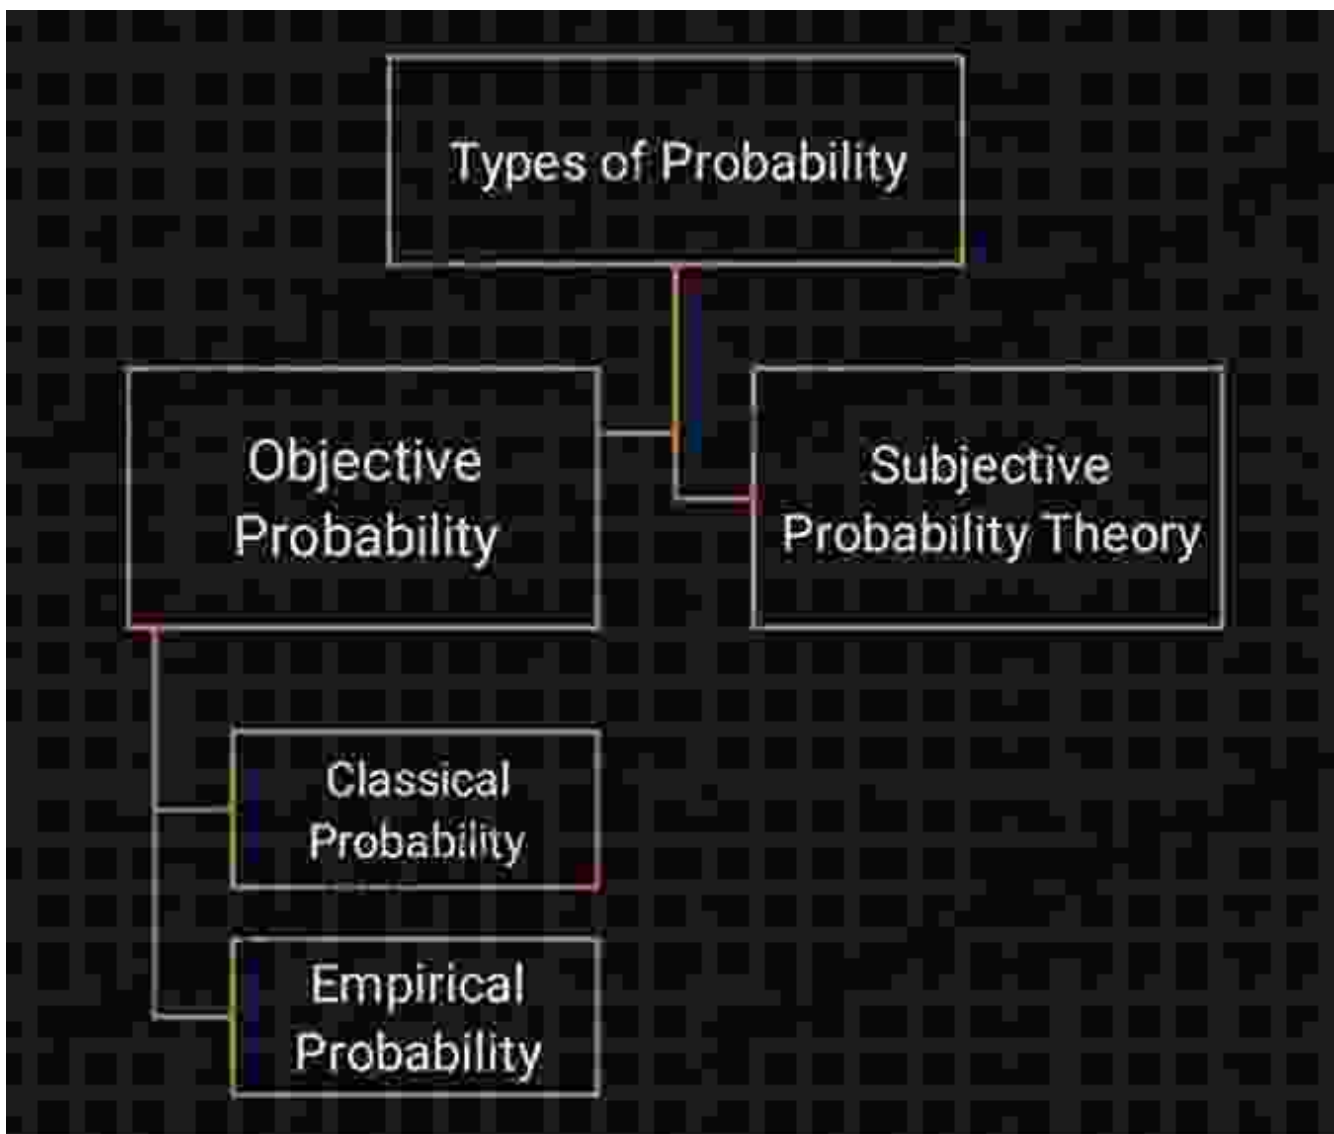 Types of Probability
Objective
Probability
Subjective
Probability Theory
Classical
Probability
Empirical
Probability